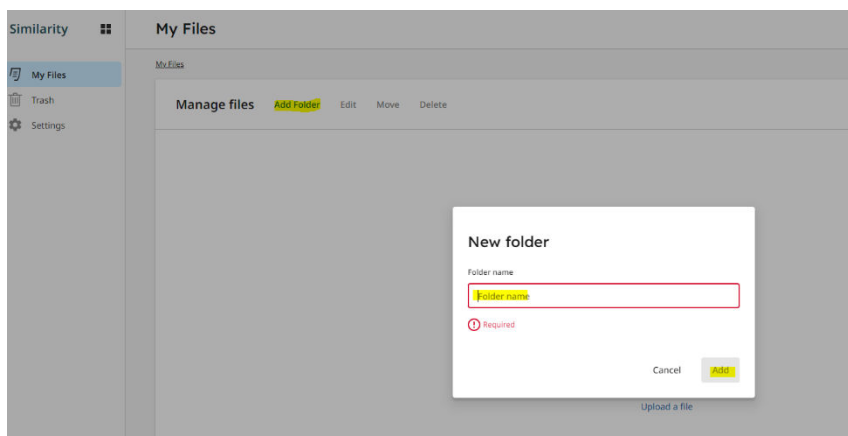 Similarity
My Files
My Files
My Files
Trash
Settings
Manage files Add Folder Edit Move Delete
New folder
Folder name
Folder name
Required
Cancel Add
Upload a file